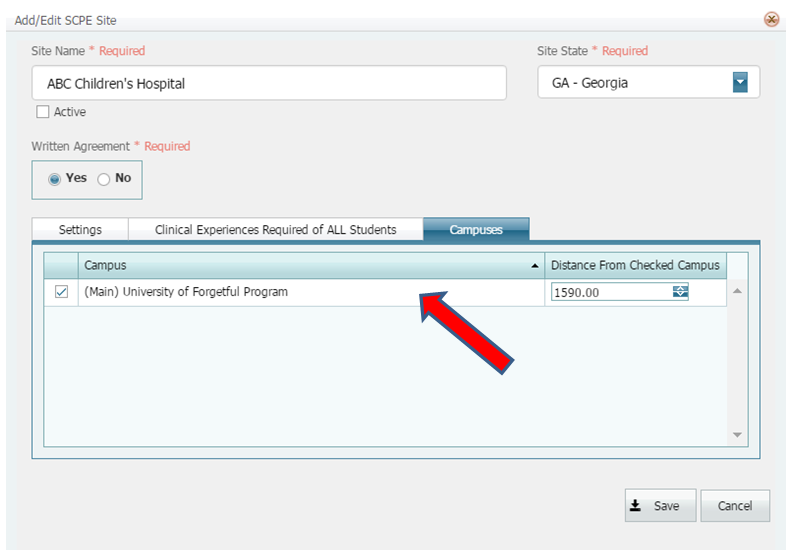 Add/Edit SCPE Site
Site Name * Required
Site State * Required
ABC Children's Hospital
GA - Georgia
Active
Written Agreement * Required
Yes No
Settings Clinical Experiences Required of ALL Students Campuses
Campus Distance From Checked Campus
(Main) University of Forgetful Program 1590.00
Save Cancel